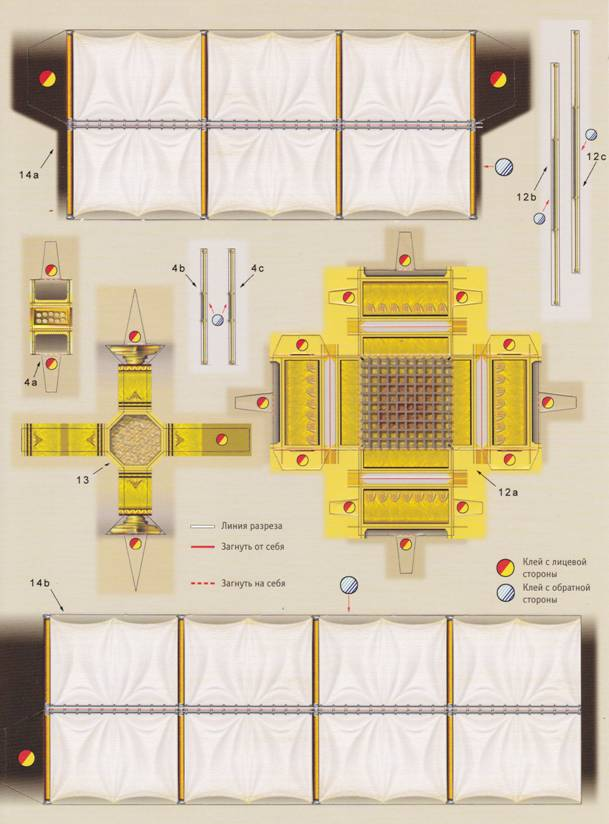 14a
12c
12b
4b
4c
4a
13
12a
Линия разреза
Загнуть от себя
Загнуть на себя
Клей с лицевой
стороны
Клей с обратной
стороны
14b